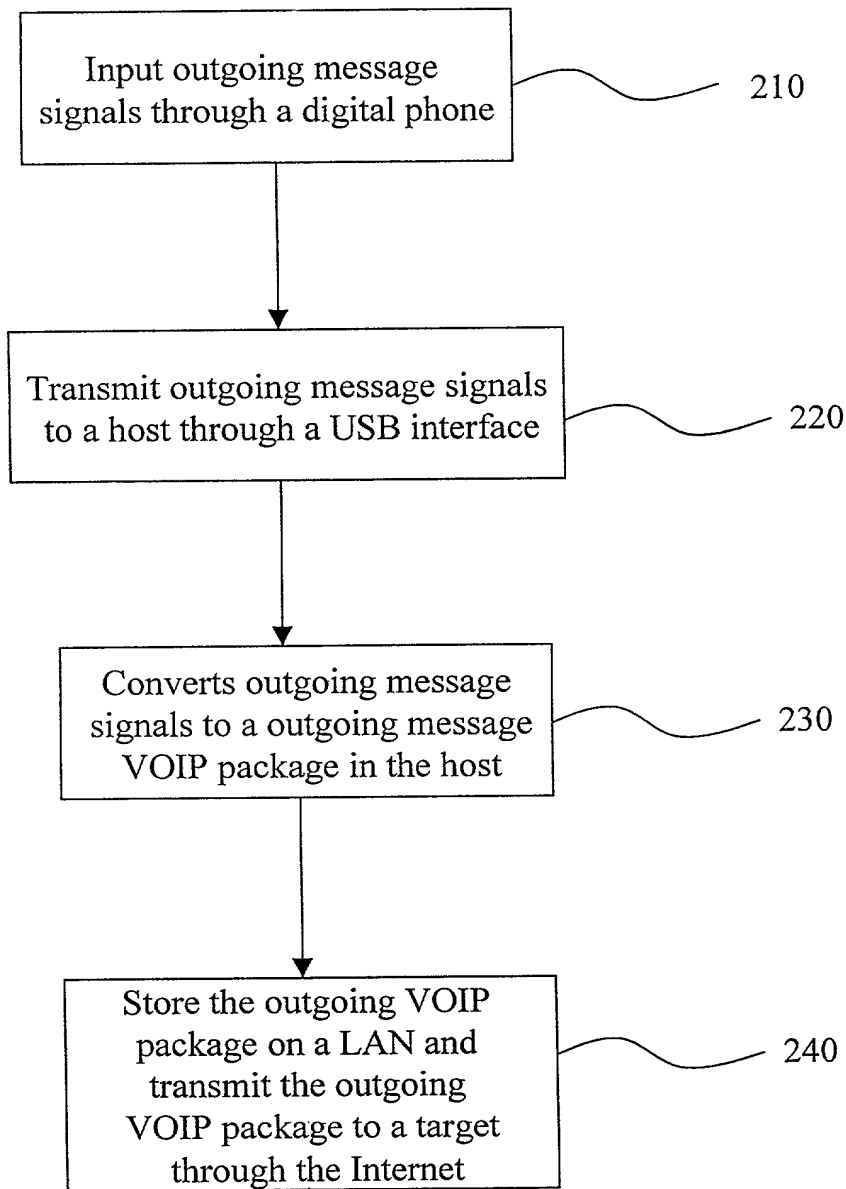 Input outgoing message
signals through a digital phone
210
Transmit outgoing message signals
to a host through a USB interface
220
Converts outgoing message
signals to a outgoing message
VOIP package in the host
230
Store the outgoing VOIP
package on a LAN and
transmit the outgoing
VOIP package to a target
through the Internet
240